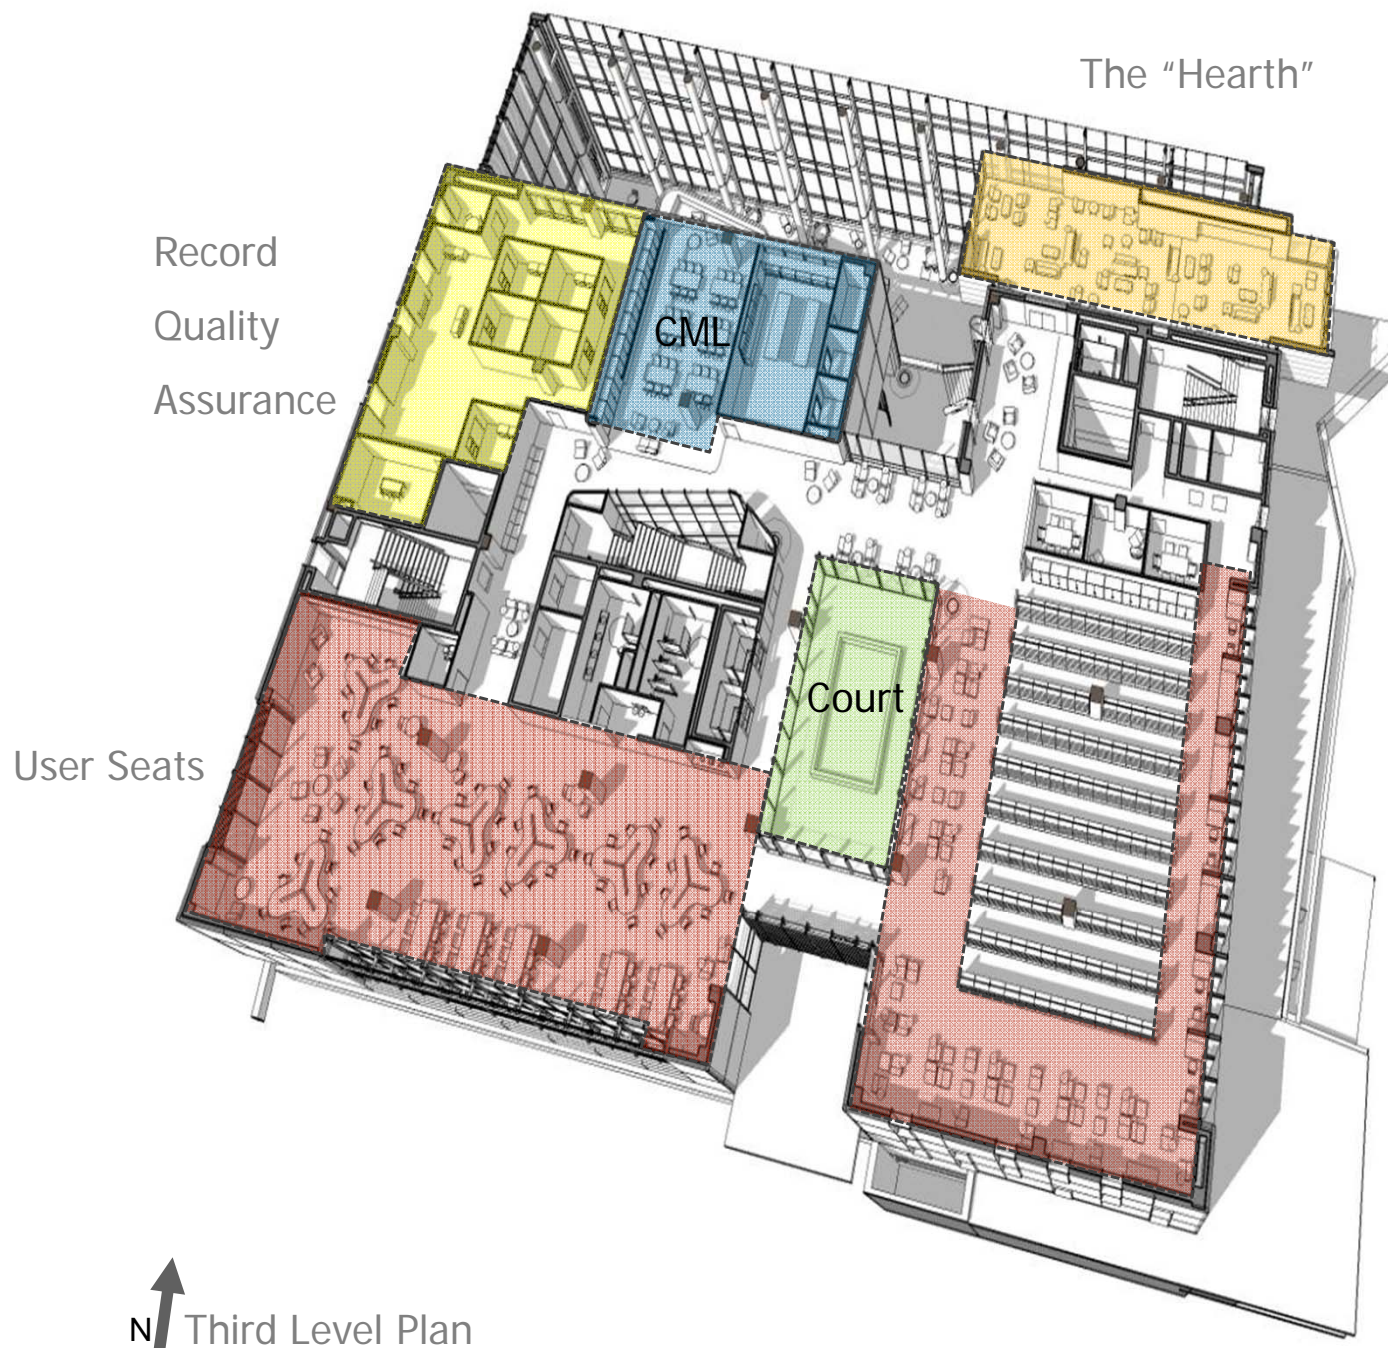 The “Hearth”
Record
Quality
Assurance
CML
Court
User Seats
N
Third Level Plan